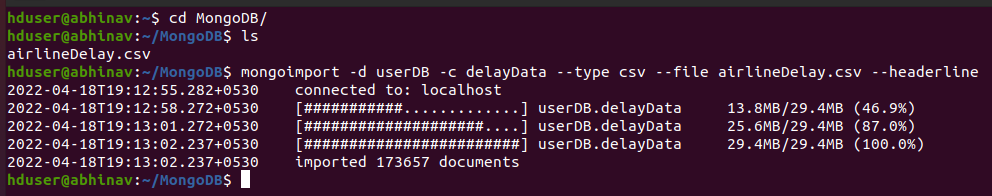 hduser@abhinav:~$ cd MongoDB/
hduser@abhinav:~/MongoDB$ ls
airlineDelay.csv
hduser@abhinav:~/MongoDB$ mongoimport -d userDB -c delayData --type csv --file airlineDelay.csv --headerline
2022-04-18T19:12:55.282+0530    connected to: localhost
2022-04-18T19:12:58.272+0530    [###########.............] userDB.delayData     13.8MB/29.4MB (46.9%)
2022-04-18T19:13:01.272+0530    [####################....] userDB.delayData     25.6MB/29.4MB (87.0%)
2022-04-18T19:13:02.237+0530    [########################] userDB.delayData     29.4MB/29.4MB (100.0%)
2022-04-18T19:13:02.237+0530    imported 173657 documents
hduser@abhinav:~/MongoDB$